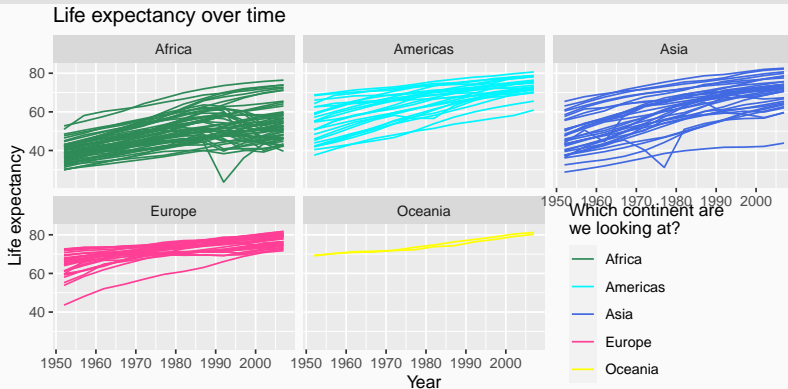 Life expectancy over time
Africa
Americas
Asia
80
60
40
1950 1960 1970 1980 1990 2000
Europe
Oceania
80
60
40
1950 1960 1970 1980 1990 2000
1950 1960 1970 1980 1990 2000
Life expectancy
Year
Which continent are
we looking at?
Africa
Americas
Asia
Europe
Oceania